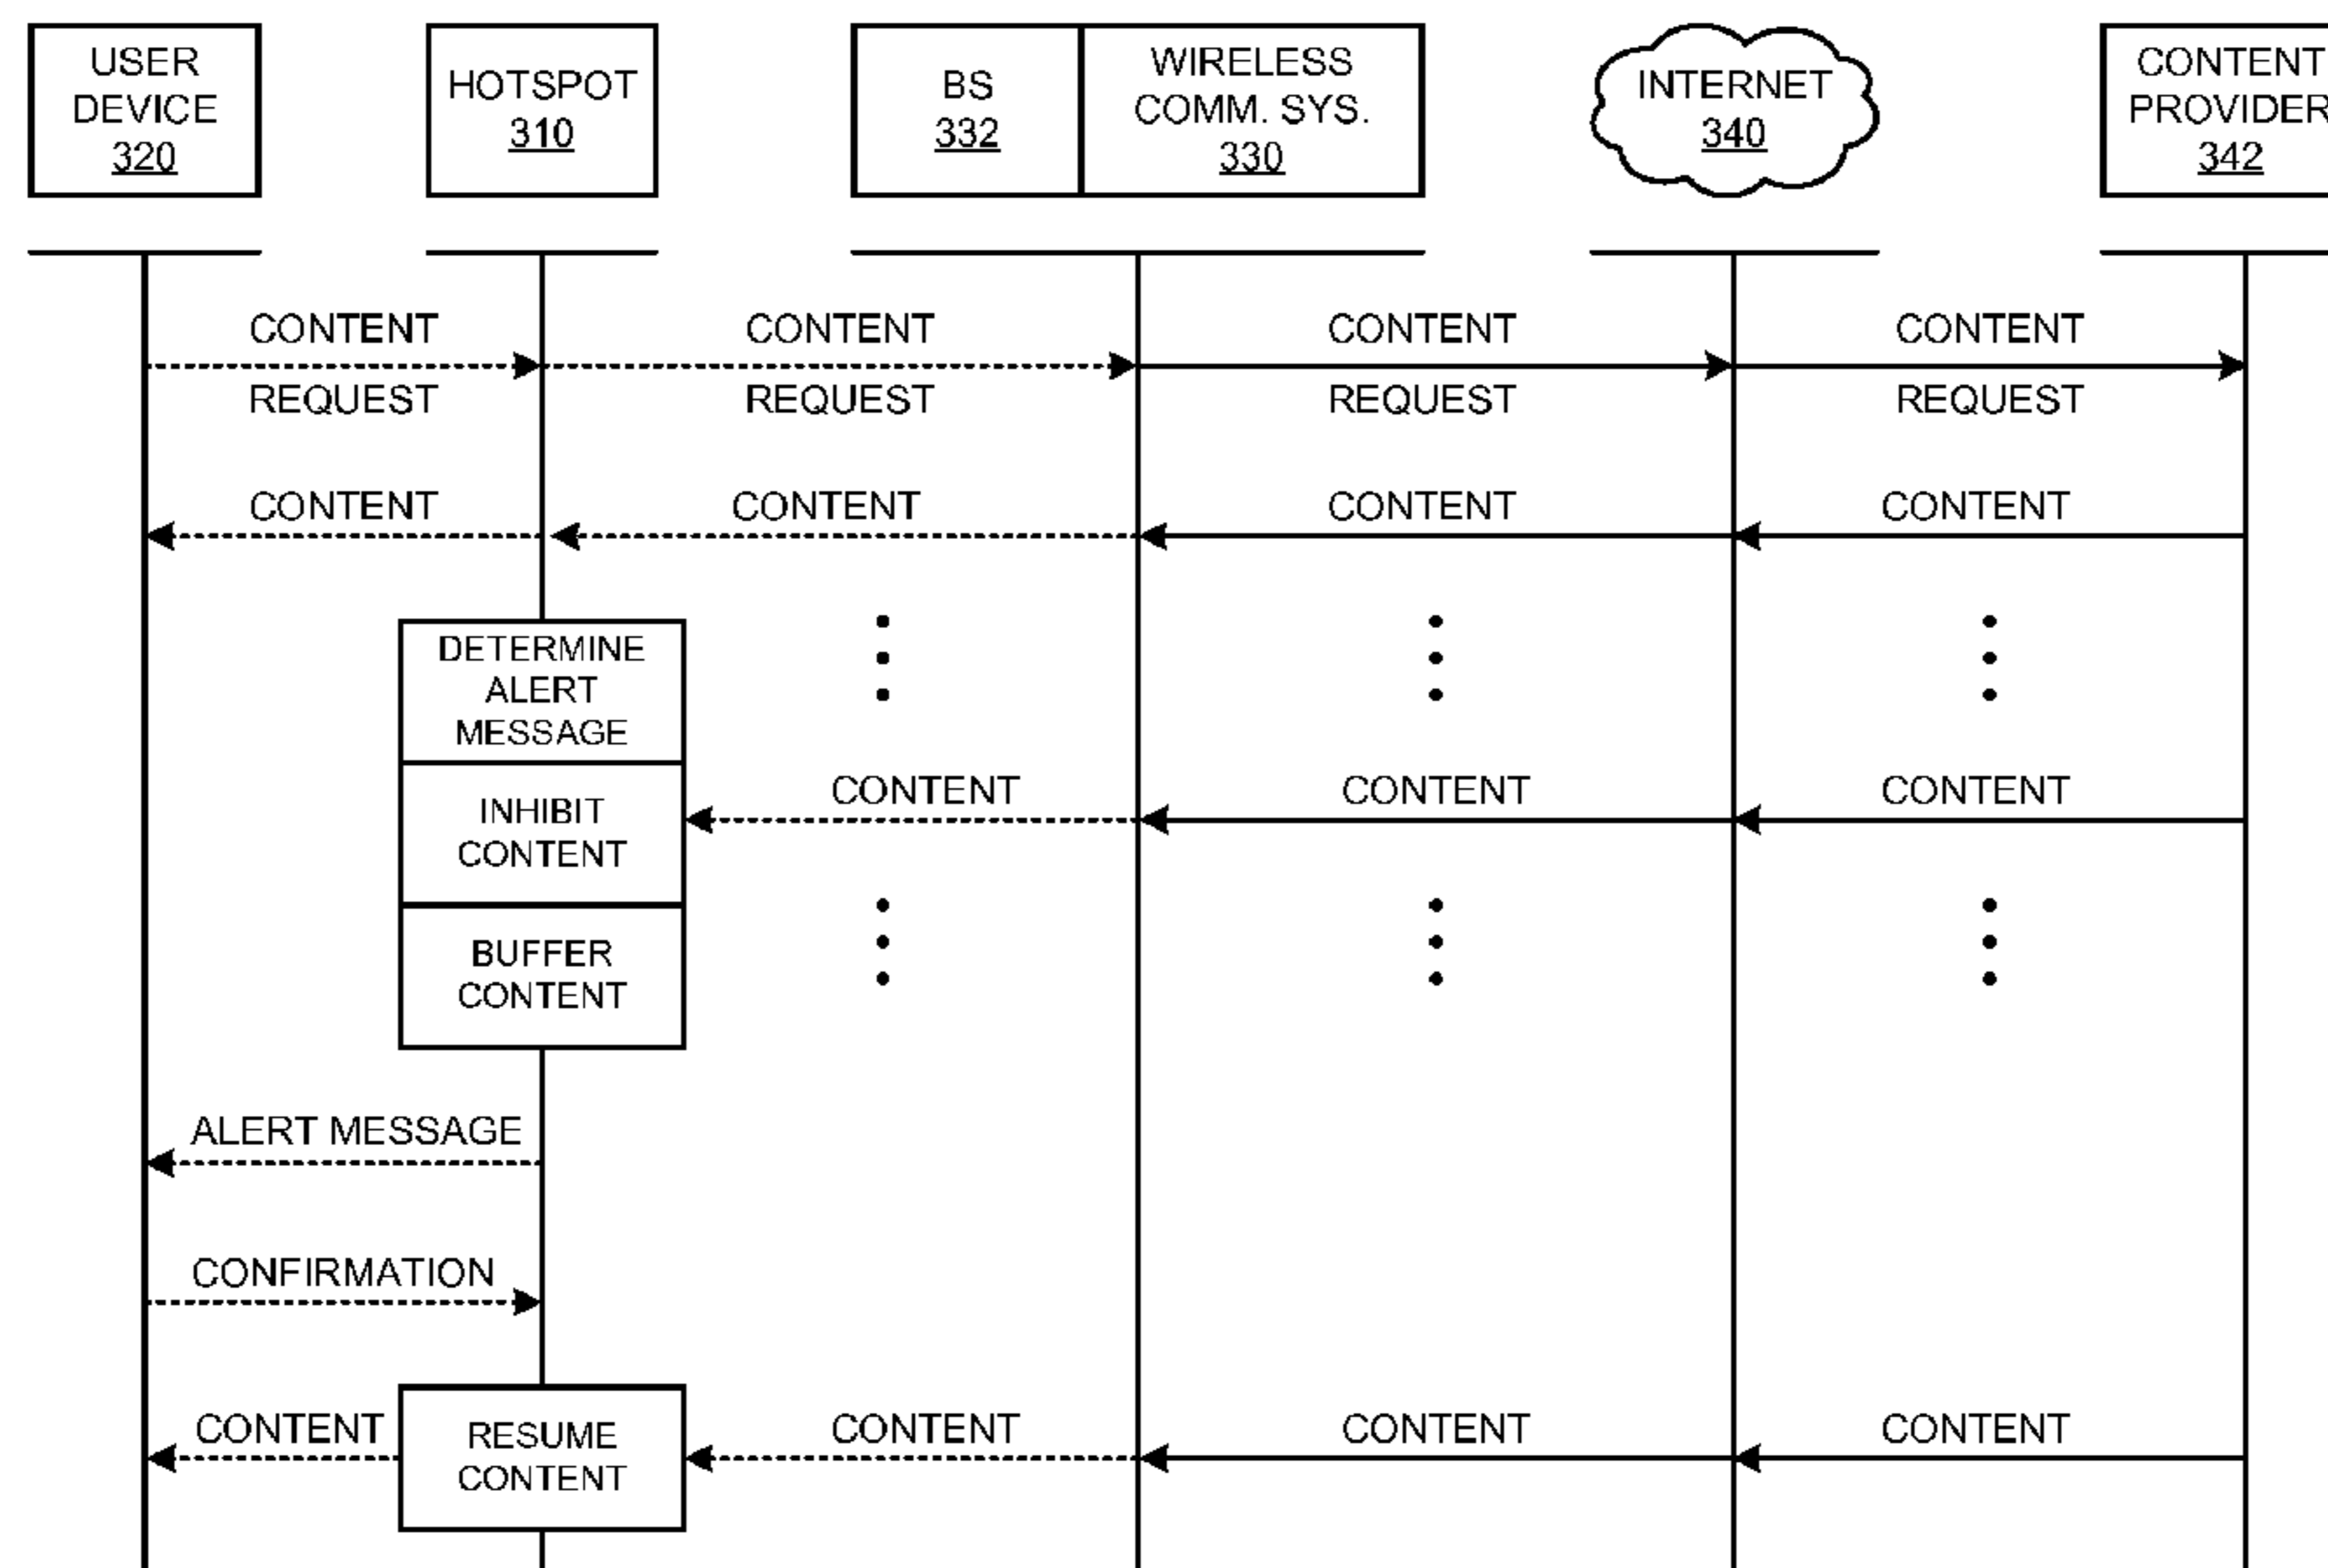 USER
DEVICE
320
HOTSPOT
310
BS
332
WIRELESS
COMM. SYS.
330
INTERNET
340
CONTENT
PROVIDER
342
CONTENT
REQUEST
CONTENT
REQUEST
CONTENT
REQUEST
CONTENT
REQUEST
CONTENT
CONTENT
CONTENT
CONTENT
DETERMINE
ALERT
MESSAGE
INHIBIT
CONTENT
CONTENT
CONTENT
CONTENT
BUFFER
CONTENT
ALERT MESSAGE
CONFIRMATION
CONTENT
RESUME
CONTENT
CONTENT
CONTENT
CONTENT